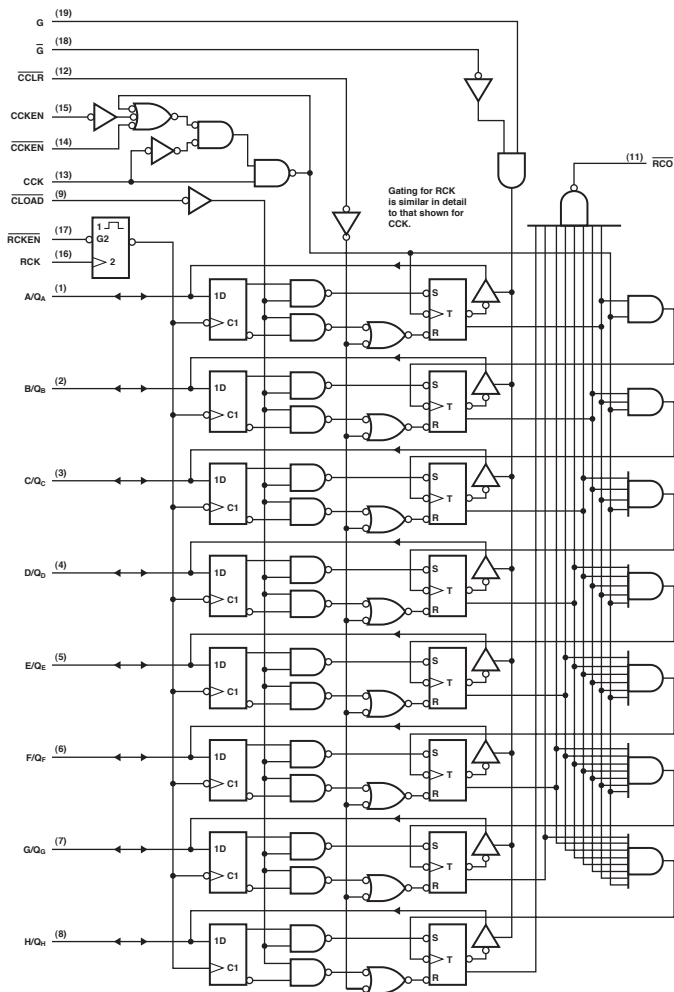 G (19)
G̅ (18)
C̅C̅L̅R̅ (12)
CCKEN (15)
C̅C̅K̅E̅N̅ (14)
CCK (13)
C̅L̅O̅A̅D̅ (9)
R̅C̅K̅E̅N̅ (17)
RCK (16)
1
G2
2
Gating for RCK
is similar in detail
to that shown for
CCK.
(11) R̅C̅O̅
A/QA (1)
1D
C1
S
T
R
B/QB (2)
1D
C1
S
T
R
C/QC (3)
1D
C1
S
T
R
D/QD (4)
1D
C1
S
T
R
E/QE (5)
1D
C1
S
T
R
F/QF (6)
1D
C1
S
T
R
G/QG (7)
1D
C1
S
T
R
H/QH (8)
1D
C1
S
T
R